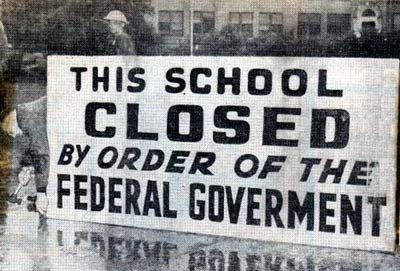 THIS SCHOOL
CLOSED
BY ORDER OF THE
FEDERAL GOVERMENT